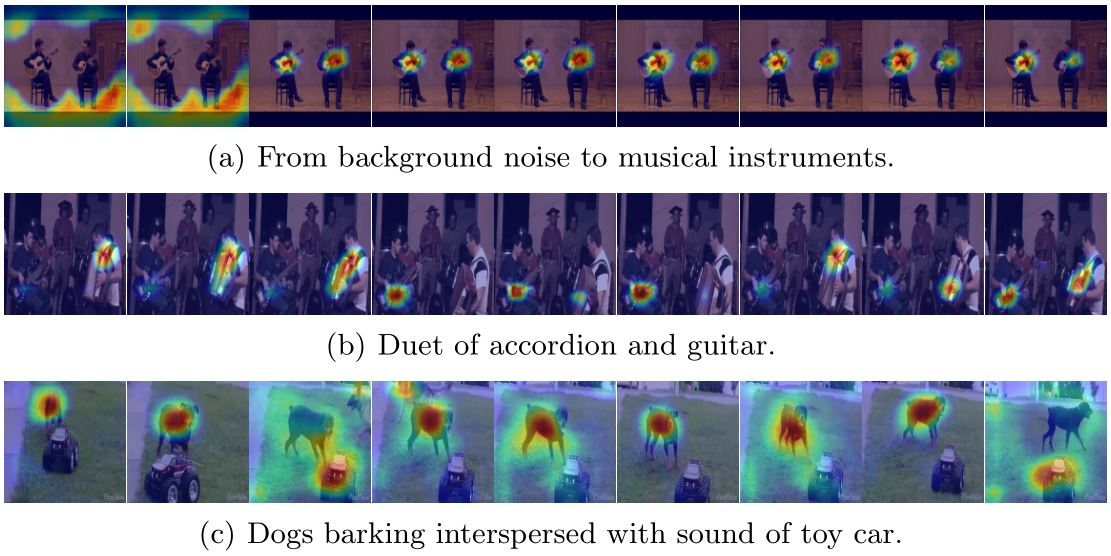 (a) From background noise to musical instruments.
(b) Duet of accordion and guitar.
(c) Dogs barking interspersed with sound of toy car.